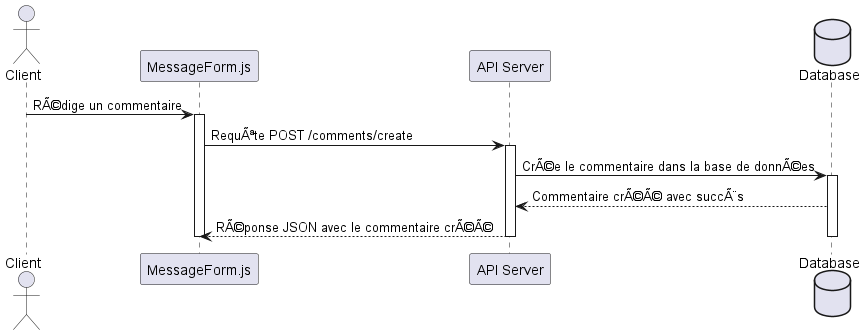 Client
MessageForm.js
API Server
Database
RÃ©dige un commentaire
RequÃªte POST /comments/create
CrÃ©e le commentaire dans la base de donnÃ©es
Commentaire crÃ©Ã© avec succÃ¨s
RÃ©ponse JSON avec le commentaire crÃ©Ã©
Client
MessageForm.js
API Server
Database